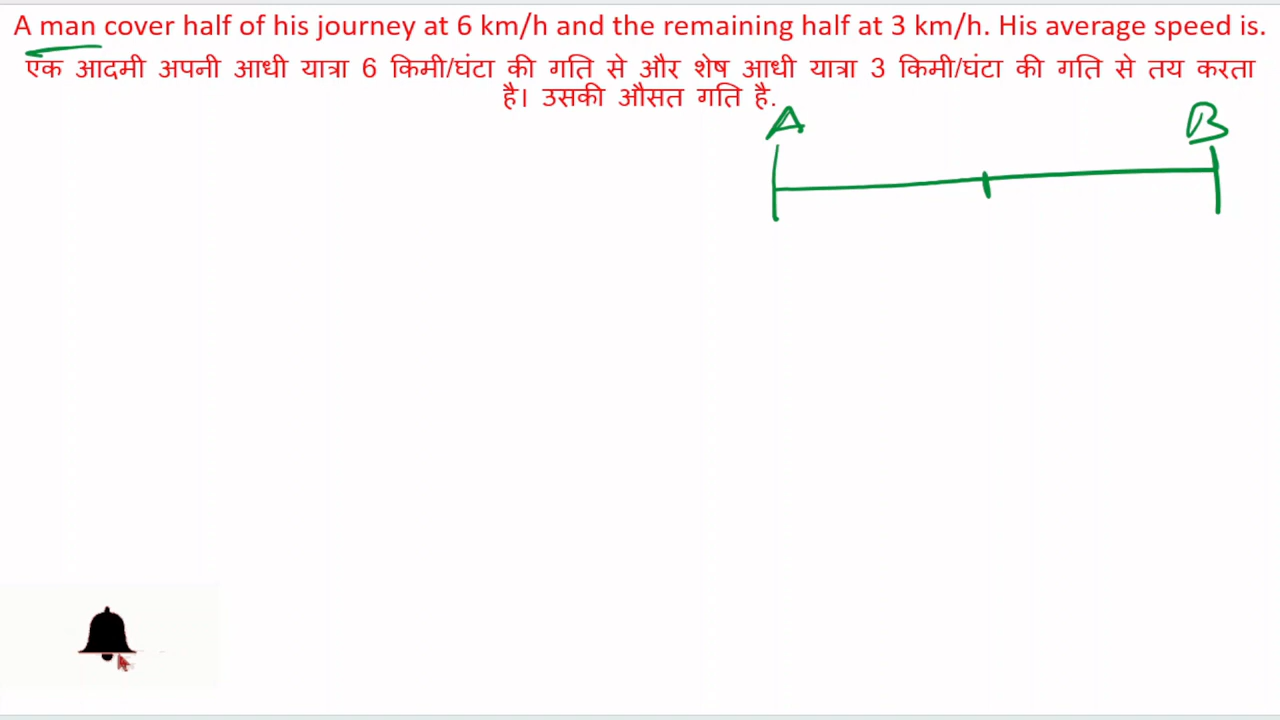 A man cover half of his journey at 6 km/h and the remaining half at 3 km/h. His average speed is.
एक आदमी अपनी आधी यात्रा 6 किमी/घंटा की गति से और शेष आधी यात्रा 3 किमी/घंटा की गति से तय करता
है। उसकी औसत गति है.
A B